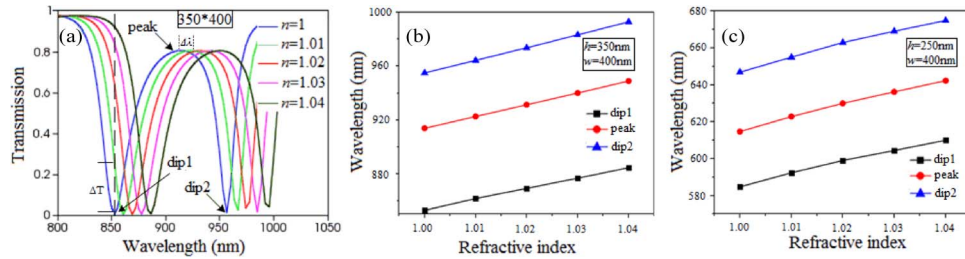 (a)
350*400
peak
Δλ
n=1
n=1.01
n=1.02
n=1.03
n=1.04
dip1
dip2
ΔT
Transmission
1.0
0.8
0.6
0.4
0.2
0
800
850
900
950
1000
1050
Wavelength (nm)
(b)
h=350nm
w=400nm
dip1
peak
dip2
Wavelength (nm)
1000
960
920
880
1.00
1.01
1.02
1.03
1.04
Refractive index
(c)
h=250nm
w=400nm
dip1
peak
dip2
Wavelength (nm)
680
660
640
620
600
580
1.00
1.01
1.02
1.03
1.04
Refractive index